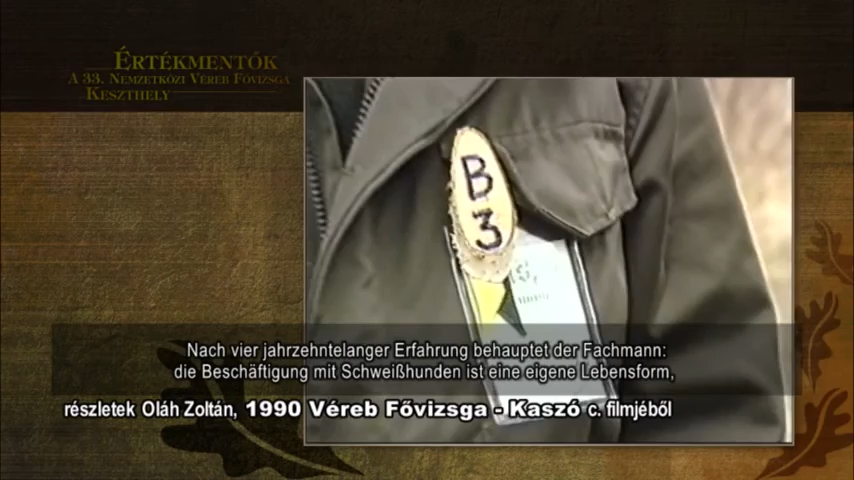 Értékmentők
A 33. Nemzetközi Véreb Fővizsga
Keszthely
B
3
Nach vier jahrzehntelanger Erfahrung behauptet der Fachmann:
die Beschäftigung mit Schweißhunden ist eine eigene Lebensform,
részletek Oláh Zoltán, 1990 Véreb Fővizsga - Kaszó c. filmjéből